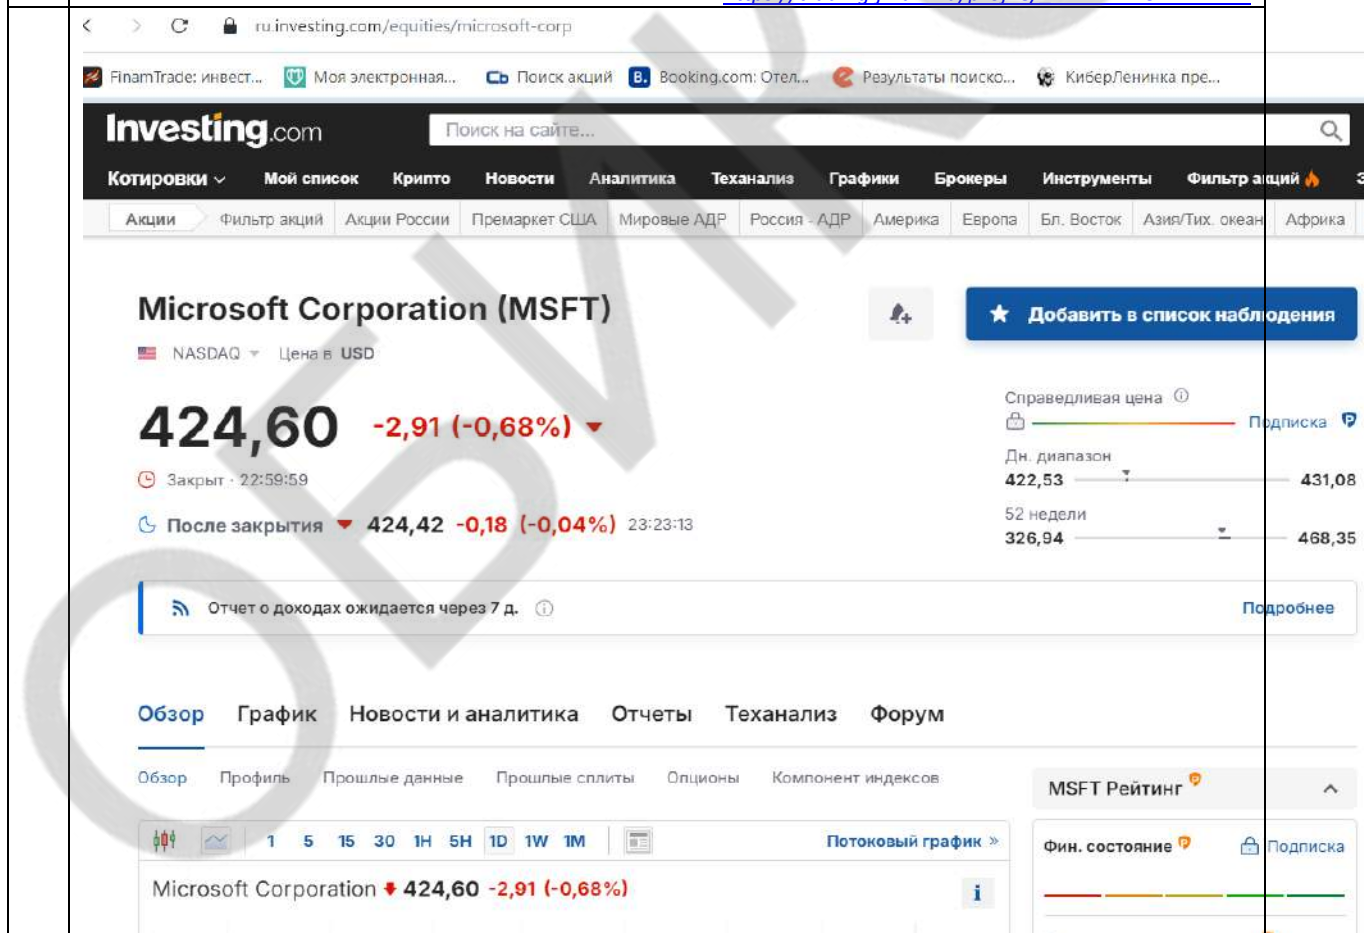 ru.investing.com/equities/microsoft-corp
FinamTrade: инвест... Моя электронная... Сb Поиск акций B. Booking.com: Отел... Результаты поиско... КиберЛенинка пре...
Investing.com Поиск на сайте...
Котировки Мой список Крипто Новости Аналитика Теханализ Графики Брокеры Инструменты Фильтр акций З
Акции Фильтр акций Акции России Премаркет США Мировые АДР Россия - АДР Америка Европа Бл. Восток Азия/Тих. океан Африка
Microsoft Corporation (MSFT)
Добавить в список наблюдения
NASDAQ Цена в USD
424,60 -2,91 (-0,68%)
Справедливая цена
Подписка
Закрыт · 22:59:59
Дн. диапазон
422,53 431,08
После закрытия 424,42 -0,18 (-0,04%) 23:23:13
52 недели
326,94 468,35
Отчет о доходах ожидается через 7 д. Подробнее
Обзор График Новости и аналитика Отчеты Теханализ Форум
Обзор Профиль Прошлые данные Прошлые сплиты Опционы Компонент индексов
MSFT Рейтинг
1 5 15 30 1H 5H 1D 1W 1M Потоковый график »
Фин. состояние Подписка
Microsoft Corporation 424,60 -2,91 (-0,68%) i
ОБИК